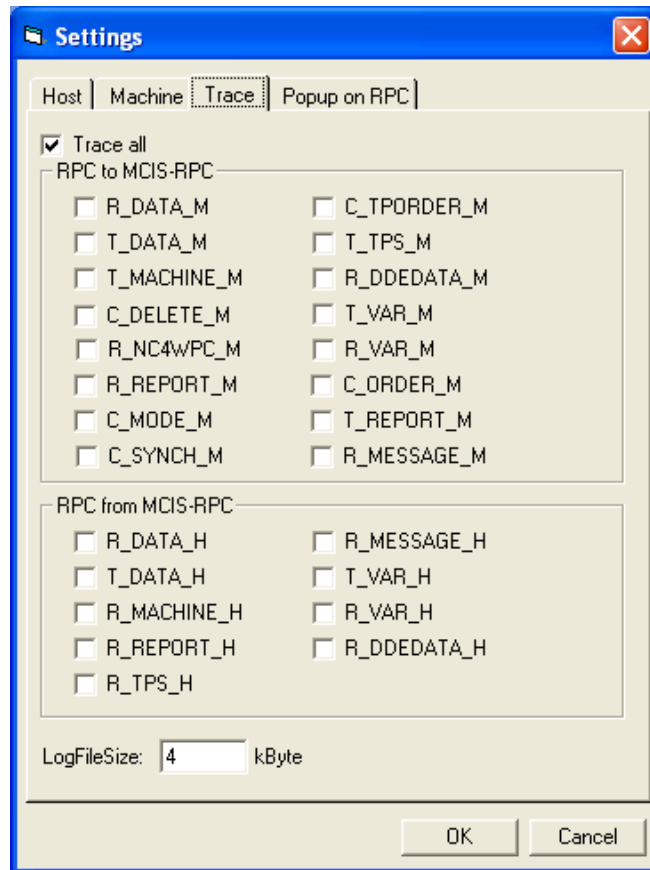 Settings
Host Machine Trace Popup on RPC
Trace all
RPC to MCIS-RPC
R_DATA_M C_TPORDER_M
T_DATA_M T_TPS_M
T_MACHINE_M R_DDEDATA_M
C_DELETE_M T_VAR_M
R_NC4WPC_M R_VAR_M
R_REPORT_M C_ORDER_M
C_MODE_M T_REPORT_M
C_SYNCH_M R_MESSAGE_M
RPC from MCIS-RPC
R_DATA_H R_MESSAGE_H
T_DATA_H T_VAR_H
R_MACHINE_H R_VAR_H
R_REPORT_H R_DDEDATA_H
R_TPS_H
LogFileSize: 4 kByte
OK Cancel